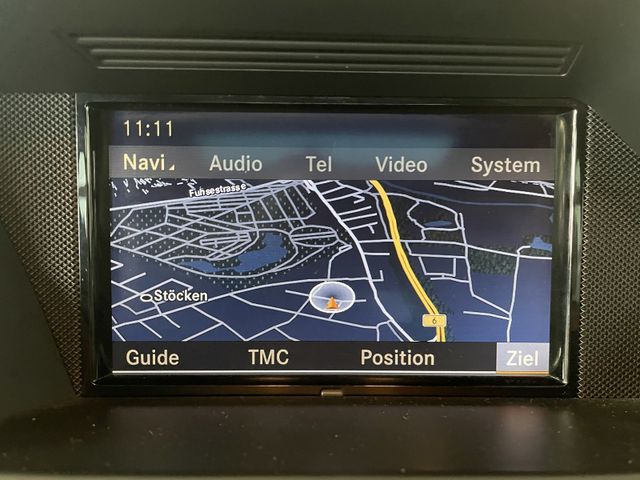 11:11
Navi Audio Tel Video System
Fuhsestrasse
Stöcken
6
Guide TMC Position Ziel